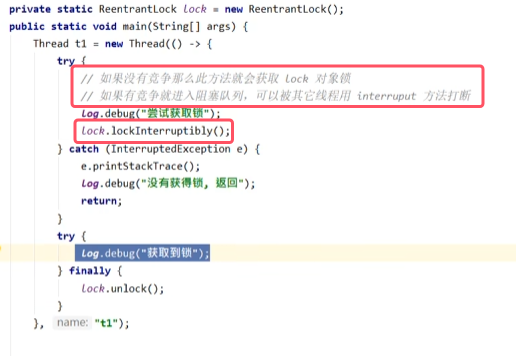 private static ReentrantLock lock = new ReentrantLock();
public static void main(String[] args) {
Thread t1 = new Thread(() -> {
try {
// 如果没有竞争那么此方法就会获取 lock 对象锁
// 如果有竞争就进入阻塞队列，可以被其它线程用 interruput 方法打断
log.debug("尝试获取锁");
lock.lockInterruptibly();
} catch (InterruptedException e) {
e.printStackTrace();
log.debug("没有获得锁, 返回");
return;
}
try {
log.debug("获取到锁");
} finally {
lock.unlock();
}
}, name: "t1");